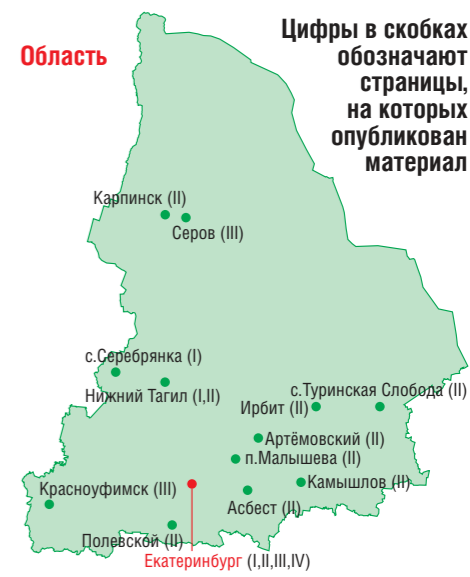 Область
Цифры в скобках
обозначают
страницы,
на которых
опубликован
материал
Карпинск (II)
Серов (III)
с.Серебрянка (I)
Нижний Тагил (I,II)
с.Туринская Слобода (II)
Ирбит (II)
Артёмовский (II)
п.Малышева (II)
Камышлов (II)
Красноуфимск (III)
Асбест (II)
Полевской (II)
Екатеринбург (I,II,III,IV)